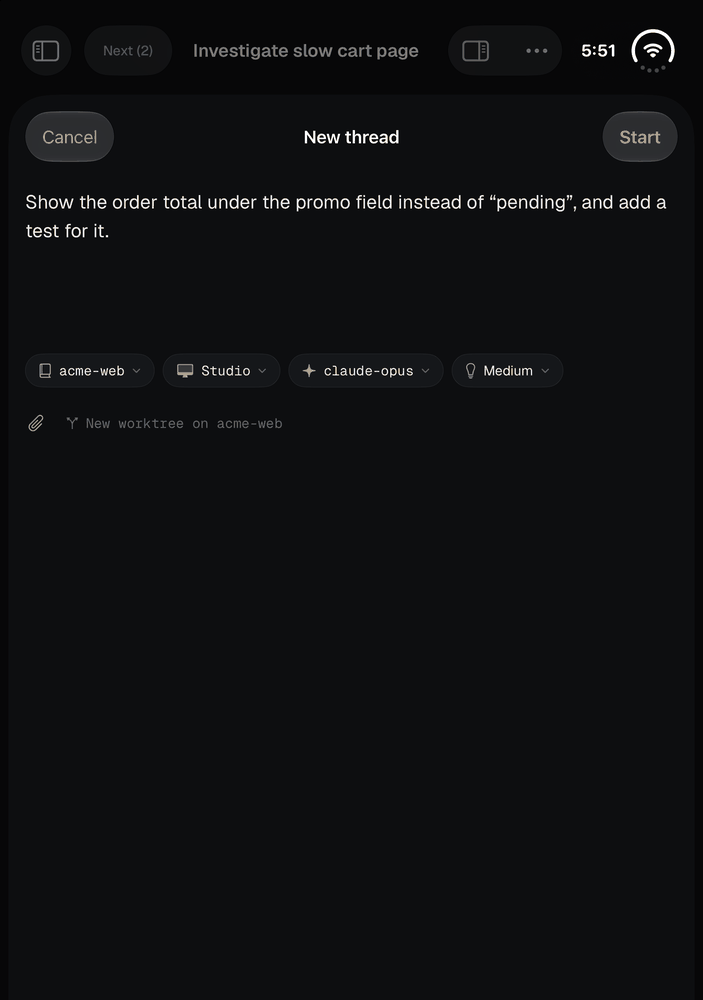 Next (2)
Investigate slow cart page
5:51
Cancel
New thread
Start
Show the order total under the promo field instead of “pending”, and add a
test for it.
acme-web
Studio
claude-opus
Medium
New worktree on acme-web